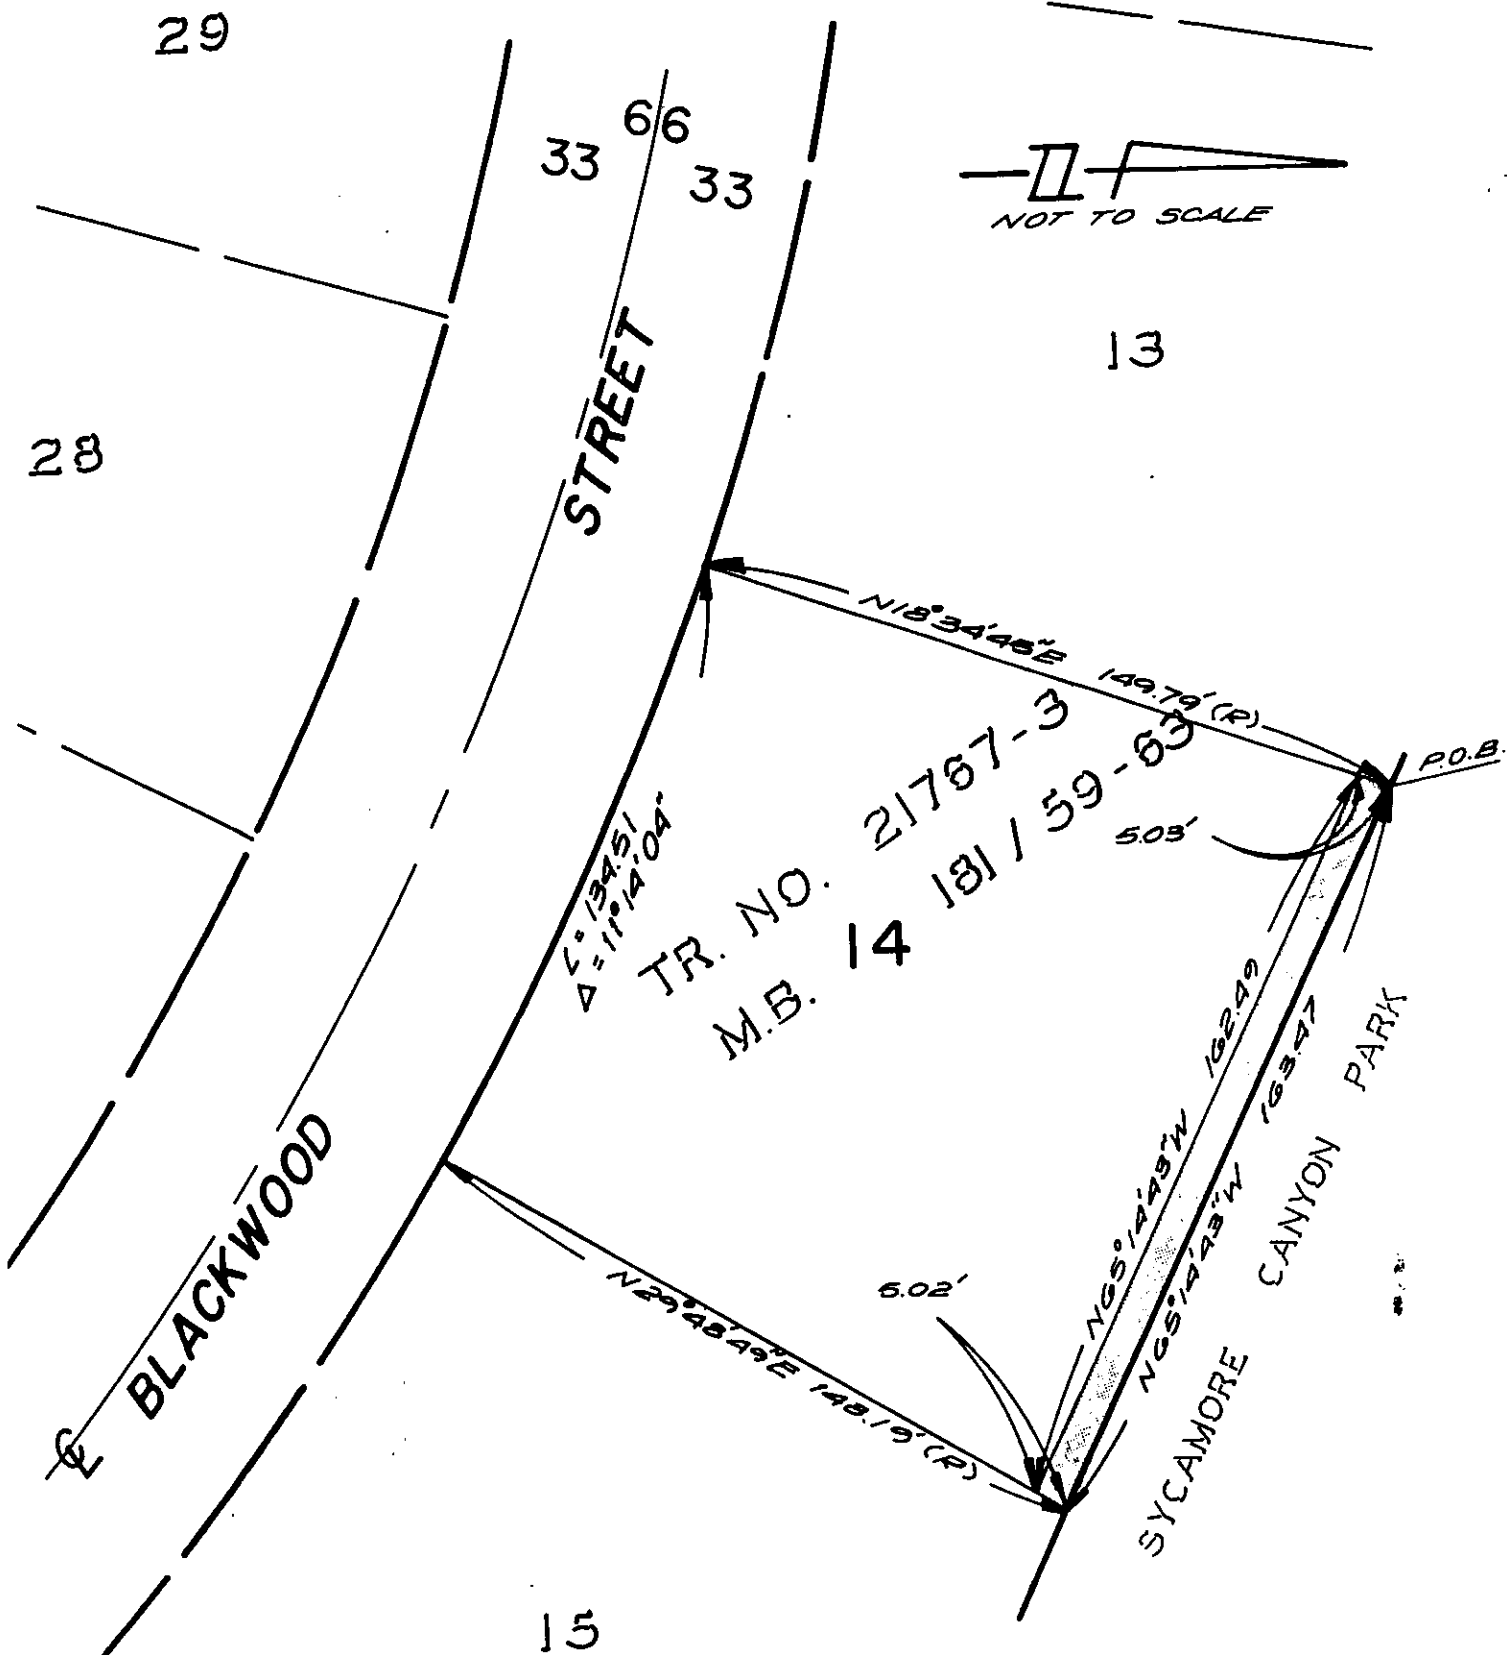 29
66
33
33
N
NOT TO SCALE
13
STREET
28
N18°34'45"E 149.79'(R)
P.O.B.
5.03'
L = 134.51
Δ = 11°14'04"
TR. NO. 21767-3
M.B. 181 / 59-63
14
162.49
N65°14'43"W
163.47
N65°14'43"W
SYCAMORE CANYON PARK
BLACKWOOD
5.02'
N29°48'49"E 148.19'(R)
℄
15